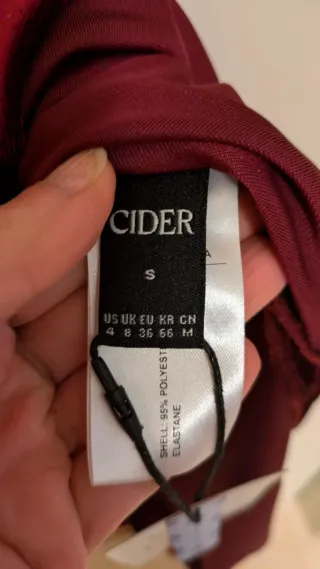 CIDER
S
US UK EU KR CN
4 8 36 66 M
A
SHELL: 95% POLYEST
ELASTANE